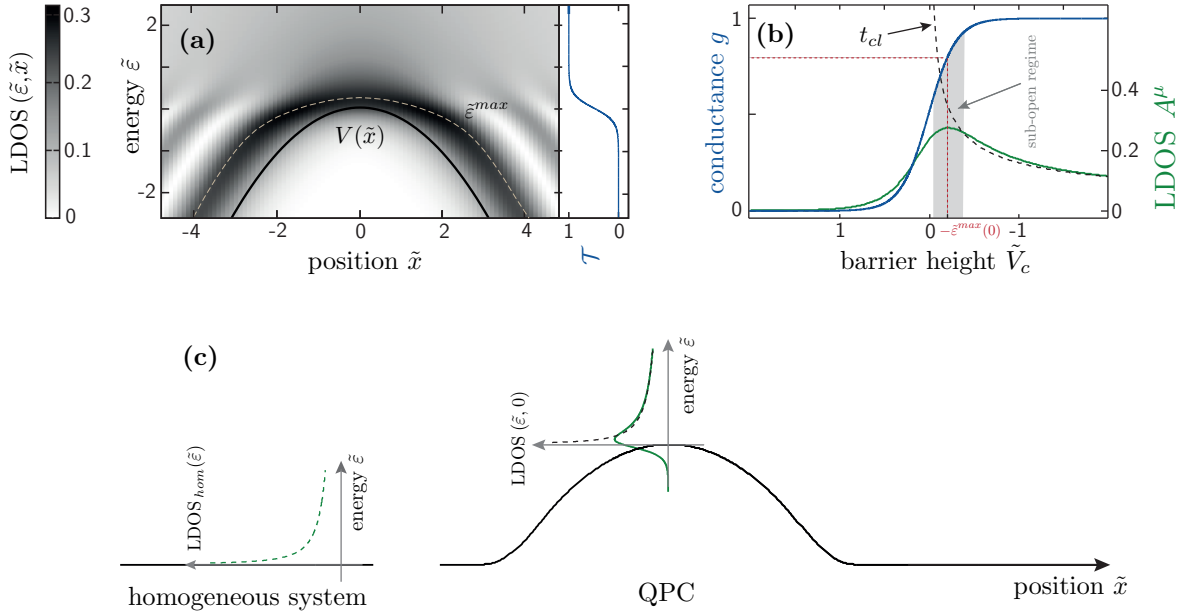 (a)
LDOS (ε̃,x̃)
0.3
0.2
0.1
0
energy ε̃
2
0
-2
ε̃^max
V(x̃)
-4 -2 0 2 4
position x̃
1 0
𝒯
(b)
conductance g
1
0
t_cl
sub-open regime
0.4
0.2
0
LDOS A^μ
1 0 −ε̃^max(0) -1
barrier height Ṽ_c
(c)
LDOS_hom(ε̃)
energy ε̃
homogeneous system
LDOS (ε̃, 0)
energy ε̃
QPC
position x̃